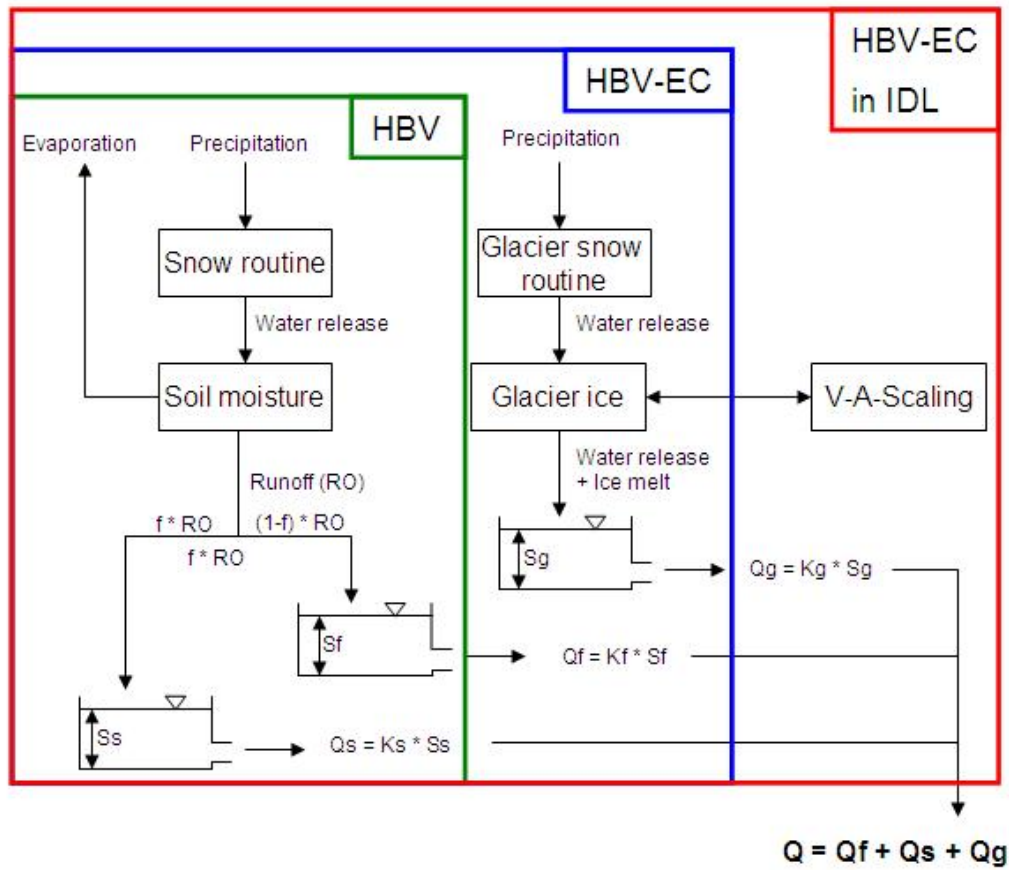 HBV-EC
in IDL
HBV-EC
HBV
Evaporation
Precipitation
Precipitation
Snow routine
Glacier snow
routine
Water release
Water release
Soil moisture
Glacier ice
V-A-Scaling
Runoff (RO)
Water release
+ Ice melt
f * RO
(1-f) * RO
f * RO
Sg
Qg = Kg * Sg
Sf
Qf = Kf * Sf
Ss
Qs = Ks * Ss
Q = Qf + Qs + Qg